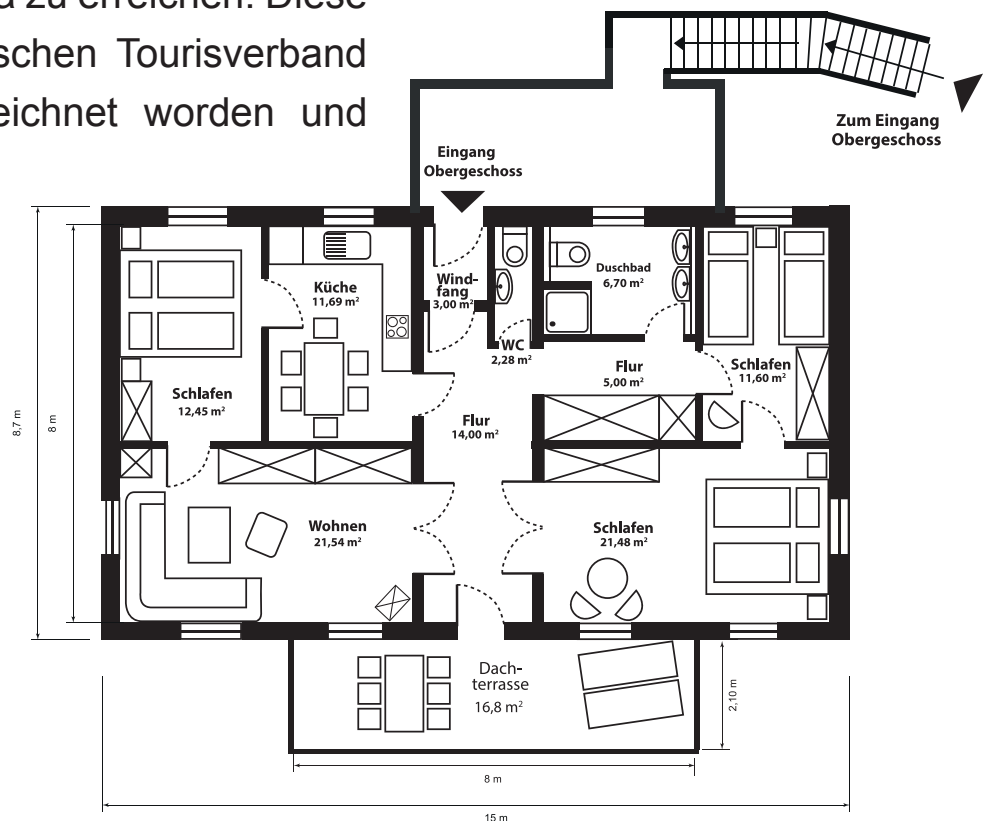 a zu erreichen. Diese
schen Tourisverband
eichnet worden und
Zum Eingang
Obergeschoss
Eingang
Obergeschoss
Küche
11,69 m²
Wind-
fang
3,00 m²
Duschbad
6,70 m²
WC
2,28 m²
Flur
5,00 m²
Schlafen
11,60 m²
Schlafen
12,45 m²
Flur
14,00 m²
8,7 m
8 m
Wohnen
21,54 m²
Schlafen
21,48 m²
Dach-
terrasse
16,8 m²
2,10 m
8 m
15 m